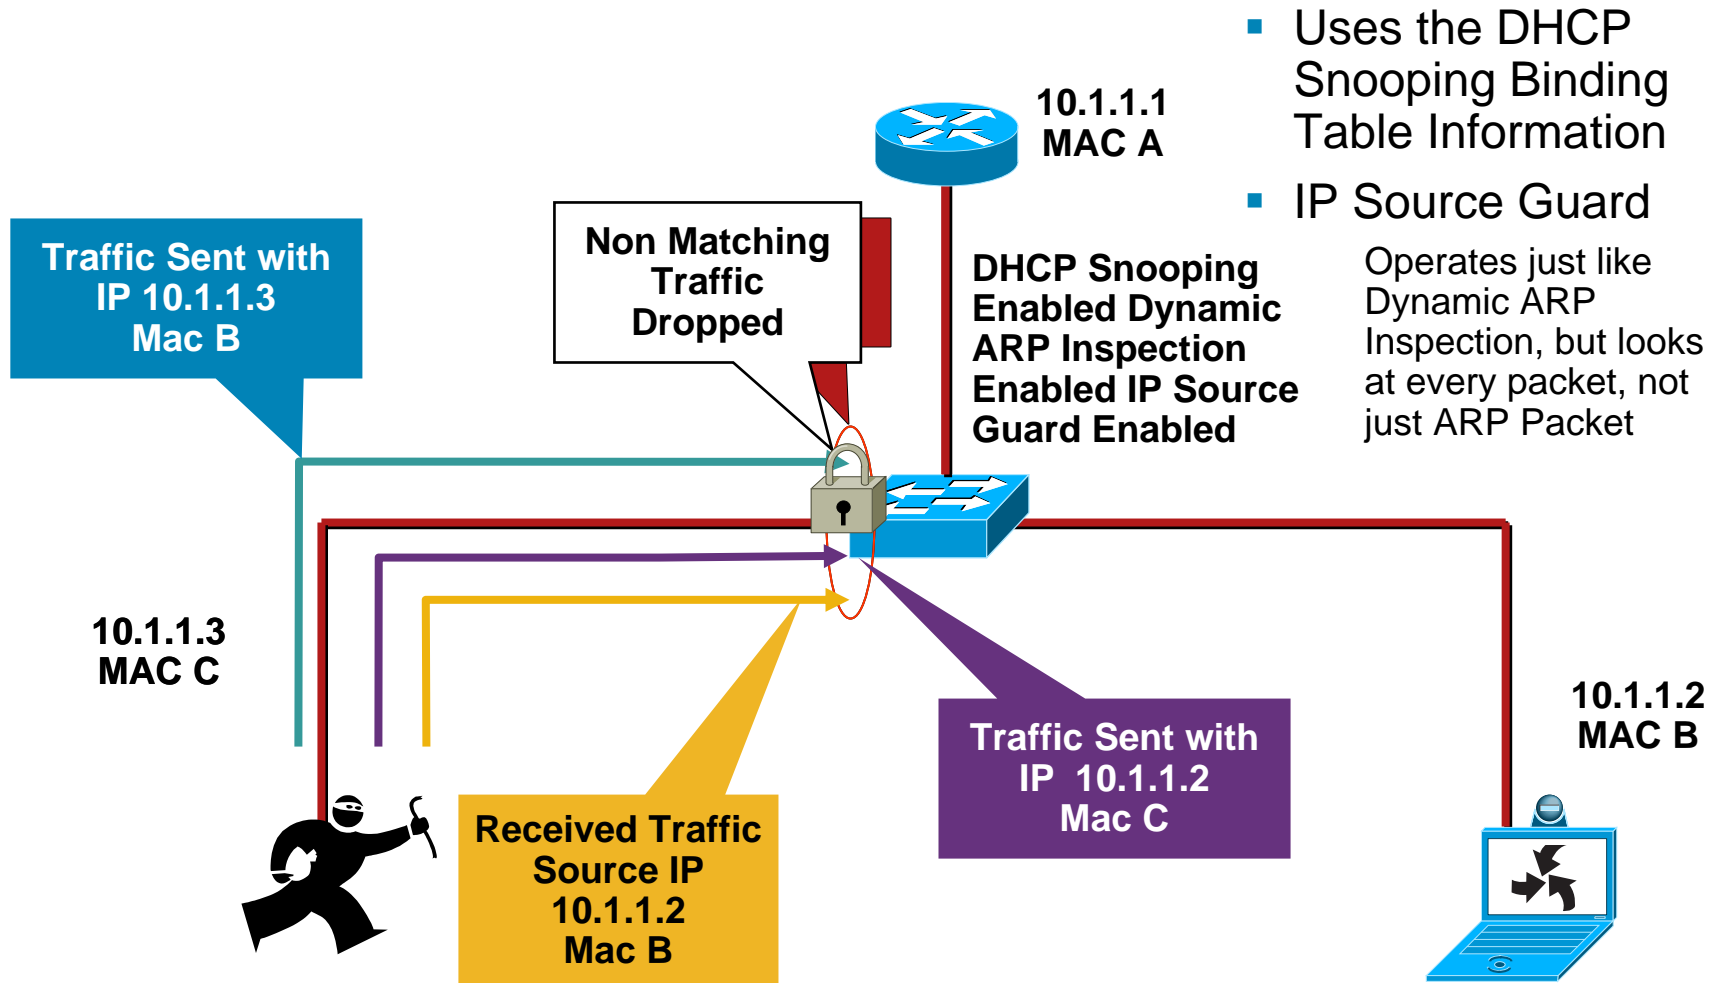 Uses the DHCP
Snooping Binding
Table Information
IP Source Guard
Operates just like
Dynamic ARP
Inspection, but looks
at every packet, not
just ARP Packet
10.1.1.1
MAC A
Non Matching
Traffic
Dropped
Traffic Sent with
IP 10.1.1.3
Mac B
DHCP Snooping
Enabled Dynamic
ARP Inspection
Enabled IP Source
Guard Enabled
10.1.1.3
MAC C
Received Traffic
Source IP
10.1.1.2
Mac B
Traffic Sent with
IP 10.1.1.2
Mac C
10.1.1.2
MAC B